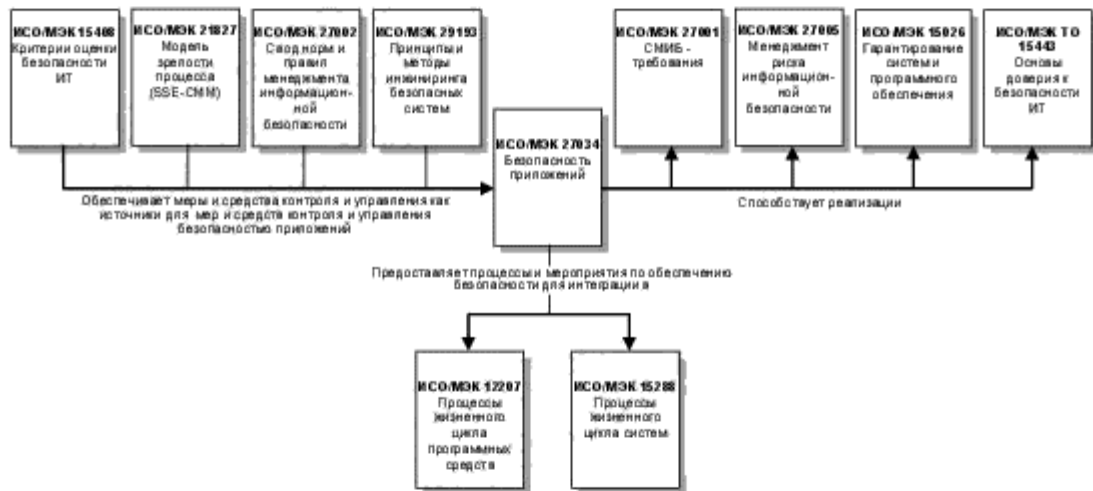 ИСО/МЭК 15408
Критерии оценки
безопасности
ИТ
ИСО/МЭК 21827
Модель
зрелости
процесса
(SSE-CMM)
ИСО/МЭК 27002
Свод норм и
правил
менеджмента
информацион-
ной
безопасности
ИСО/МЭК 29193
Принципы и
методы
инжиниринга
безопасных
систем
ИСО/МЭК 27034
Безопасность
приложений
ИСО/МЭК 27001
СМИБ -
требования
ИСО/МЭК 27005
Менеджмент
риска
информацион-
ной
безопасности
ИСО/МЭК 15026
Гарантирование
систем и
программного
обеспечения
ИСО/МЭК ТО
15443
Основы
доверия к
безопасности
ИТ
Обеспечивает меры и средства контроля и управления как
источники для мер и средств контроля и управления
безопасностью приложений
Способствует реализации
Предоставляет процессы и мероприятия по обеспечению
безопасности для интеграции в
ИСО/МЭК 12207
Процессы
жизненного
цикла
программных
средств
ИСО/МЭК 15288
Процессы
жизненного
цикла систем